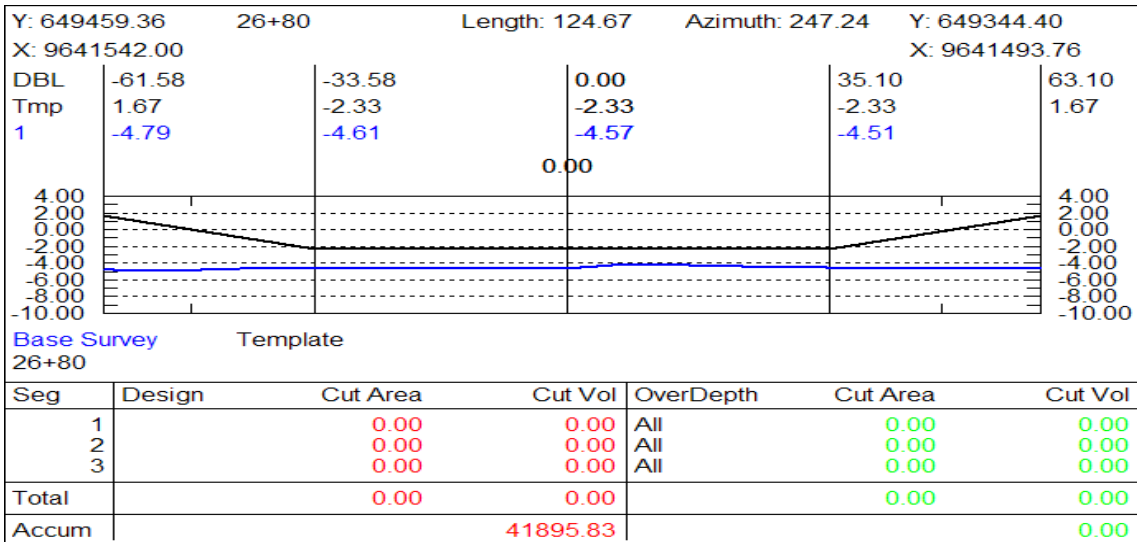 Y: 649459.36 26+80 Length: 124.67 Azimuth: 247.24 Y: 649344.40
X: 9641542.00 X: 9641493.76
DBL -61.58 -33.58 0.00 35.10 63.10
Tmp 1.67 -2.33 -2.33 -2.33 1.67
1 -4.79 -4.61 -4.57 -4.51
0.00
4.00 4.00
2.00 2.00
0.00 0.00
-2.00 -2.00
-4.00 -4.00
-6.00 -6.00
-8.00 -8.00
-10.00 -10.00
Base Survey Template
26+80
Seg Design Cut Area Cut Vol OverDepth Cut Area Cut Vol
1 0.00 0.00 All 0.00 0.00
2 0.00 0.00 All 0.00 0.00
3 0.00 0.00 All 0.00 0.00
Total 0.00 0.00 0.00 0.00
Accum 41895.83 0.00